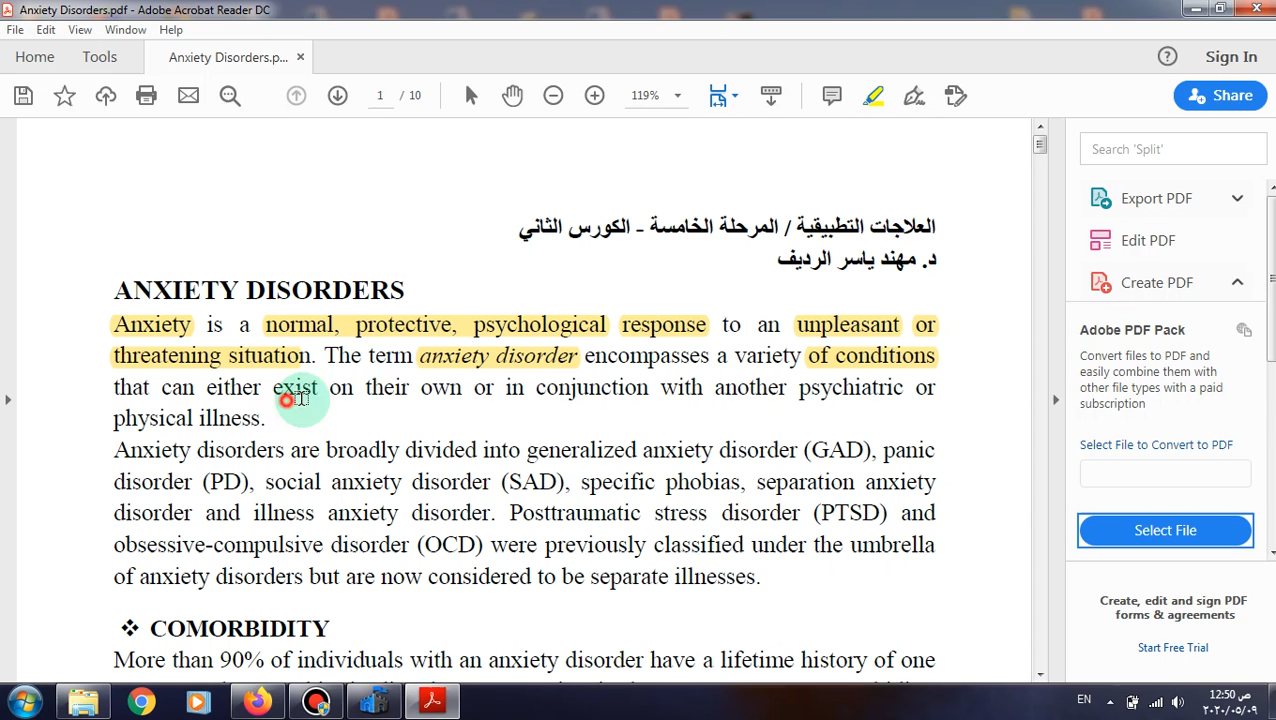 Anxiety Disorders.pdf - Adobe Acrobat Reader DC
File Edit View Window Help
Home Tools Anxiety Disorders.p... × Sign In
1 / 10 119% Share
Search 'Split'
Export PDF
Edit PDF
Create PDF
Adobe PDF Pack
Convert files to PDF and
easily combine them with
other file types with a paid
subscription
Select File to Convert to PDF
Select File
Create, edit and sign PDF
forms & agreements
Start Free Trial
العلاجات التطبيقية / المرحلة الخامسة - الكورس الثاني
د. مهند ياسر الرديف
ANXIETY DISORDERS
Anxiety is a normal, protective, psychological response to an unpleasant or
threatening situation. The term anxiety disorder encompasses a variety of conditions
that can either exist on their own or in conjunction with another psychiatric or
physical illness.
Anxiety disorders are broadly divided into generalized anxiety disorder (GAD), panic
disorder (PD), social anxiety disorder (SAD), specific phobias, separation anxiety
disorder and illness anxiety disorder. Posttraumatic stress disorder (PTSD) and
obsessive-compulsive disorder (OCD) were previously classified under the umbrella
of anxiety disorders but are now considered to be separate illnesses.
❖ COMORBIDITY
More than 90% of individuals with an anxiety disorder have a lifetime history of one
EN
12:50 ص
٢٠٢٠/٠٥/٠٩